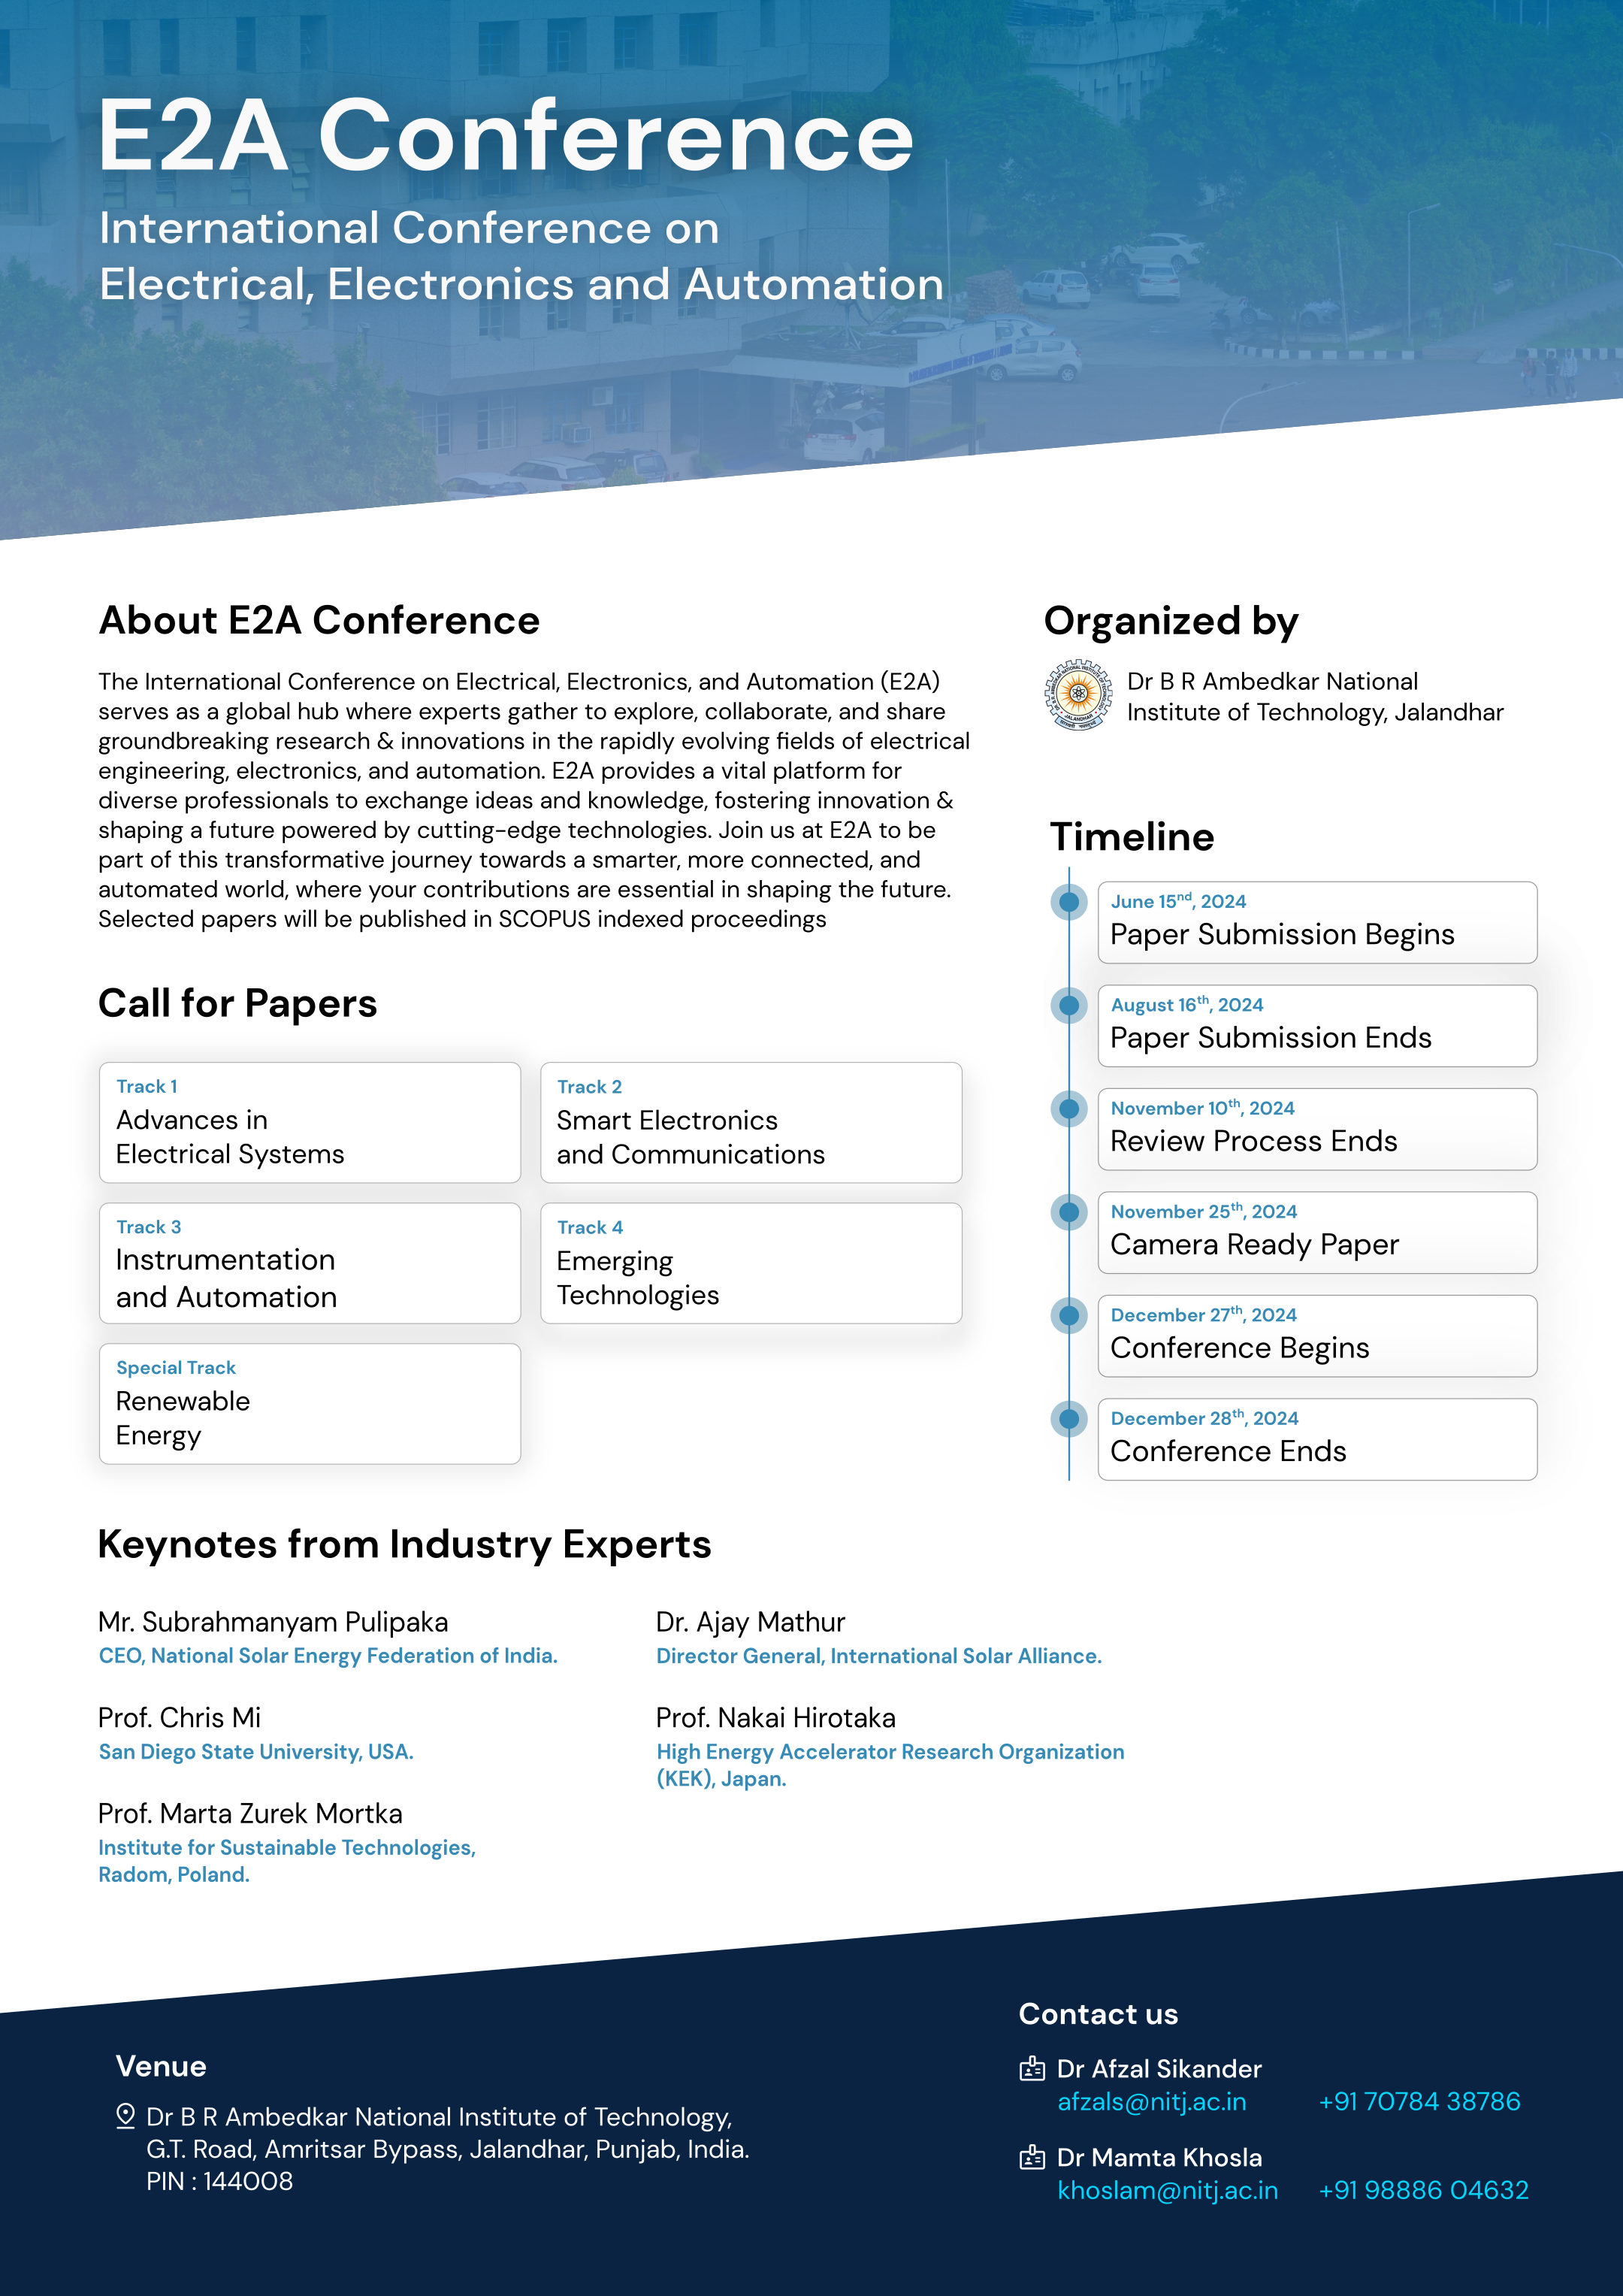 E2A Conference
International Conference on
Electrical, Electronics and Automation
About E2A Conference
The International Conference on Electrical, Electronics, and Automation (E2A)
serves as a global hub where experts gather to explore, collaborate, and share
groundbreaking research & innovations in the rapidly evolving fields of electrical
engineering, electronics, and automation. E2A provides a vital platform for
diverse professionals to exchange ideas and knowledge, fostering innovation &
shaping a future powered by cutting-edge technologies. Join us at E2A to be
part of this transformative journey towards a smarter, more connected, and
automated world, where your contributions are essential in shaping the future.
Selected papers will be published in SCOPUS indexed proceedings
Call for Papers
Track 1
Advances in
Electrical Systems
Track 2
Smart Electronics
and Communications
Track 3
Instrumentation
and Automation
Track 4
Emerging
Technologies
Special Track
Renewable
Energy
Organized by
Dr B R Ambedkar National
Institute of Technology, Jalandhar
Timeline
June 15nd, 2024
Paper Submission Begins
August 16th, 2024
Paper Submission Ends
November 10th, 2024
Review Process Ends
November 25th, 2024
Camera Ready Paper
December 27th, 2024
Conference Begins
December 28th, 2024
Conference Ends
Keynotes from Industry Experts
Mr. Subrahmanyam Pulipaka
CEO, National Solar Energy Federation of India.
Dr. Ajay Mathur
Director General, International Solar Alliance.
Prof. Chris Mi
San Diego State University, USA.
Prof. Nakai Hirotaka
High Energy Accelerator Research Organization
(KEK), Japan.
Prof. Marta Zurek Mortka
Institute for Sustainable Technologies,
Radom, Poland.
Venue
Dr B R Ambedkar National Institute of Technology,
G.T. Road, Amritsar Bypass, Jalandhar, Punjab, India.
PIN : 144008
Contact us
Dr Afzal Sikander
afzals@nitj.ac.in +91 70784 38786
Dr Mamta Khosla
khoslam@nitj.ac.in +91 98886 04632